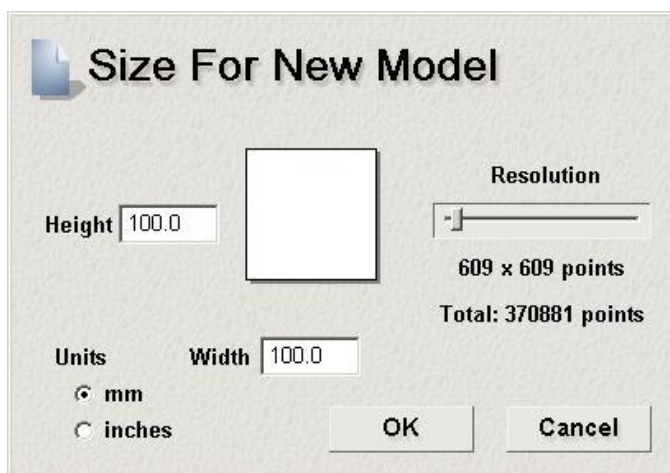 Size For New Model
Resolution
Height 100.0
609 x 609 points
Total: 370881 points
Units
Width 100.0
mm
inches
OK
Cancel